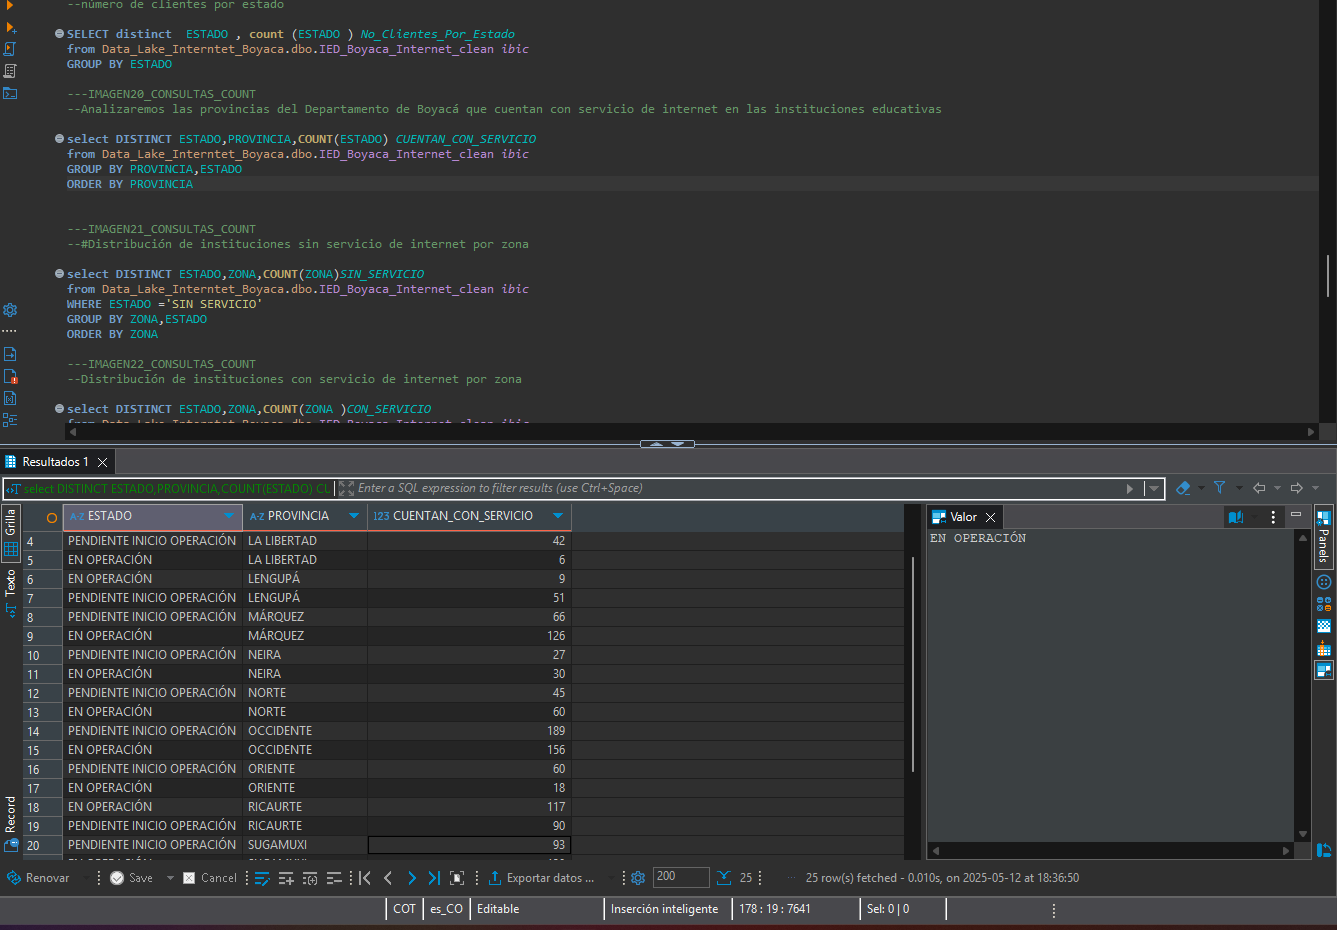 --número de clientes por estado
SELECT distinct  ESTADO , count (ESTADO ) No_Clientes_Por_Estado
from Data_Lake_Interntet_Boyaca.dbo.IED_Boyaca_Internet_clean ibic
GROUP BY ESTADO
---IMAGEN20_CONSULTAS_COUNT
--Analizaremos las provincias del Departamento de Boyacá que cuentan con servicio de internet en las instituciones educativas
select DISTINCT ESTADO,PROVINCIA,COUNT(ESTADO) CUENTAN_CON_SERVICIO
from Data_Lake_Interntet_Boyaca.dbo.IED_Boyaca_Internet_clean ibic
GROUP BY PROVINCIA,ESTADO
ORDER BY PROVINCIA
---IMAGEN21_CONSULTAS_COUNT
--#Distribución de instituciones sin servicio de internet por zona
select DISTINCT ESTADO,ZONA,COUNT(ZONA)SIN_SERVICIO
from Data_Lake_Interntet_Boyaca.dbo.IED_Boyaca_Internet_clean ibic
WHERE ESTADO ='SIN SERVICIO'
GROUP BY ZONA,ESTADO
ORDER BY ZONA
---IMAGEN22_CONSULTAS_COUNT
--Distribución de instituciones con servicio de internet por zona
select DISTINCT ESTADO,ZONA,COUNT(ZONA )CON_SERVICIO
from Data_Lake_Interntet_Boyaca.dbo.IED_Boyaca_Internet_clean ibic
Resultados 1
select DISTINCT ESTADO,PROVINCIA,COUNT(ESTADO) CU Enter a SQL expression to filter results (use Ctrl+Space)
Grilla
Texto
Record
A-Z ESTADO A-Z PROVINCIA 123 CUENTAN_CON_SERVICIO
4 PENDIENTE INICIO OPERACIÓN LA LIBERTAD 42
5 EN OPERACIÓN LA LIBERTAD 6
6 EN OPERACIÓN LENGUPÁ 9
7 PENDIENTE INICIO OPERACIÓN LENGUPÁ 51
8 PENDIENTE INICIO OPERACIÓN MÁRQUEZ 66
9 EN OPERACIÓN MÁRQUEZ 126
10 PENDIENTE INICIO OPERACIÓN NEIRA 27
11 EN OPERACIÓN NEIRA 30
12 PENDIENTE INICIO OPERACIÓN NORTE 45
13 EN OPERACIÓN NORTE 60
14 PENDIENTE INICIO OPERACIÓN OCCIDENTE 189
15 EN OPERACIÓN OCCIDENTE 156
16 PENDIENTE INICIO OPERACIÓN ORIENTE 60
17 EN OPERACIÓN ORIENTE 18
18 EN OPERACIÓN RICAURTE 117
19 PENDIENTE INICIO OPERACIÓN RICAURTE 90
20 PENDIENTE INICIO OPERACIÓN SUGAMUXI 93
Valor
EN OPERACIÓN
Panels
Renovar Save Cancel Exportar datos ... 200 25 25 row(s) fetched - 0.010s, on 2025-05-12 at 18:36:50
COT es_CO Editable Inserción inteligente 178 : 19 : 7641 Sel: 0 | 0